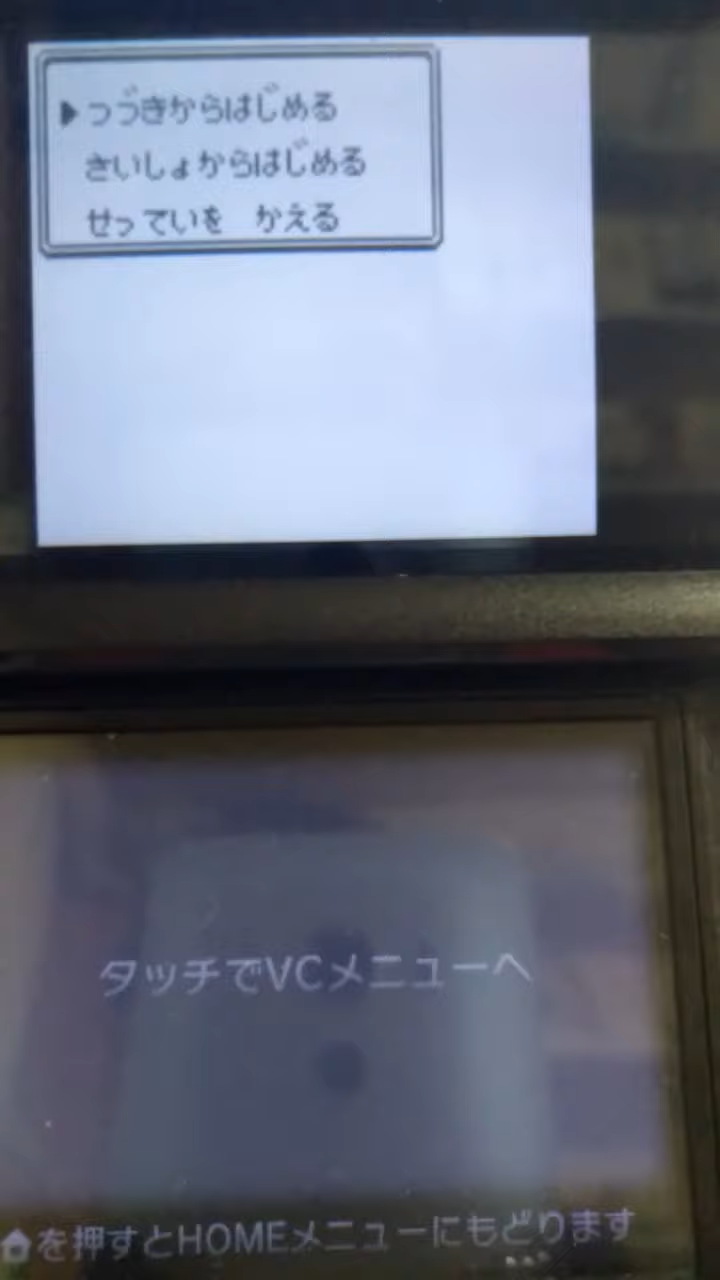 ▶つづきからはじめる
さいしょからはじめる
せっていを　かえる
タッチでVCメニューへ
を押すとHOMEメニューにもどります